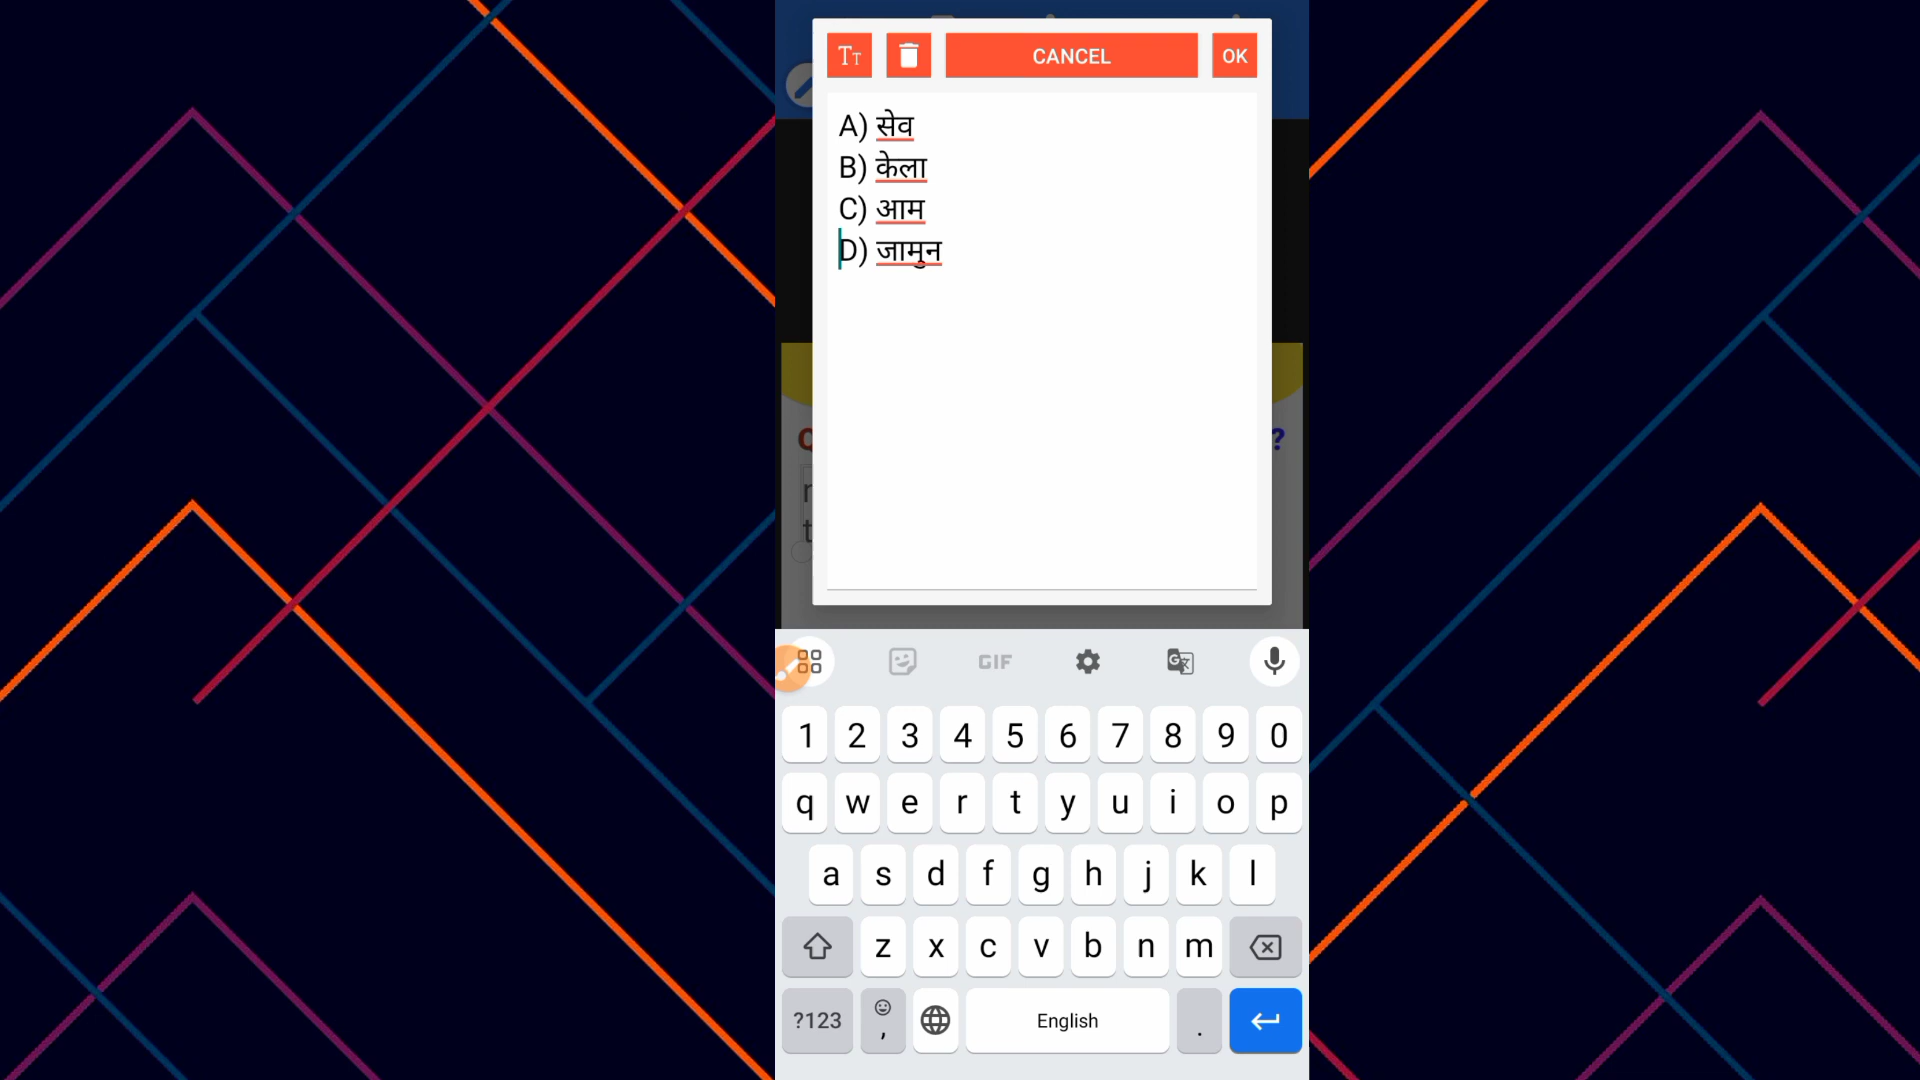 CANCEL OK
A) सेव
B) केला
C) आम
D) जामुन
Q ?
GIF
1 2 3 4 5 6 7 8 9 0
q w e r t y u i o p
a s d f g h j k l
z x c v b n m
?123 , English .